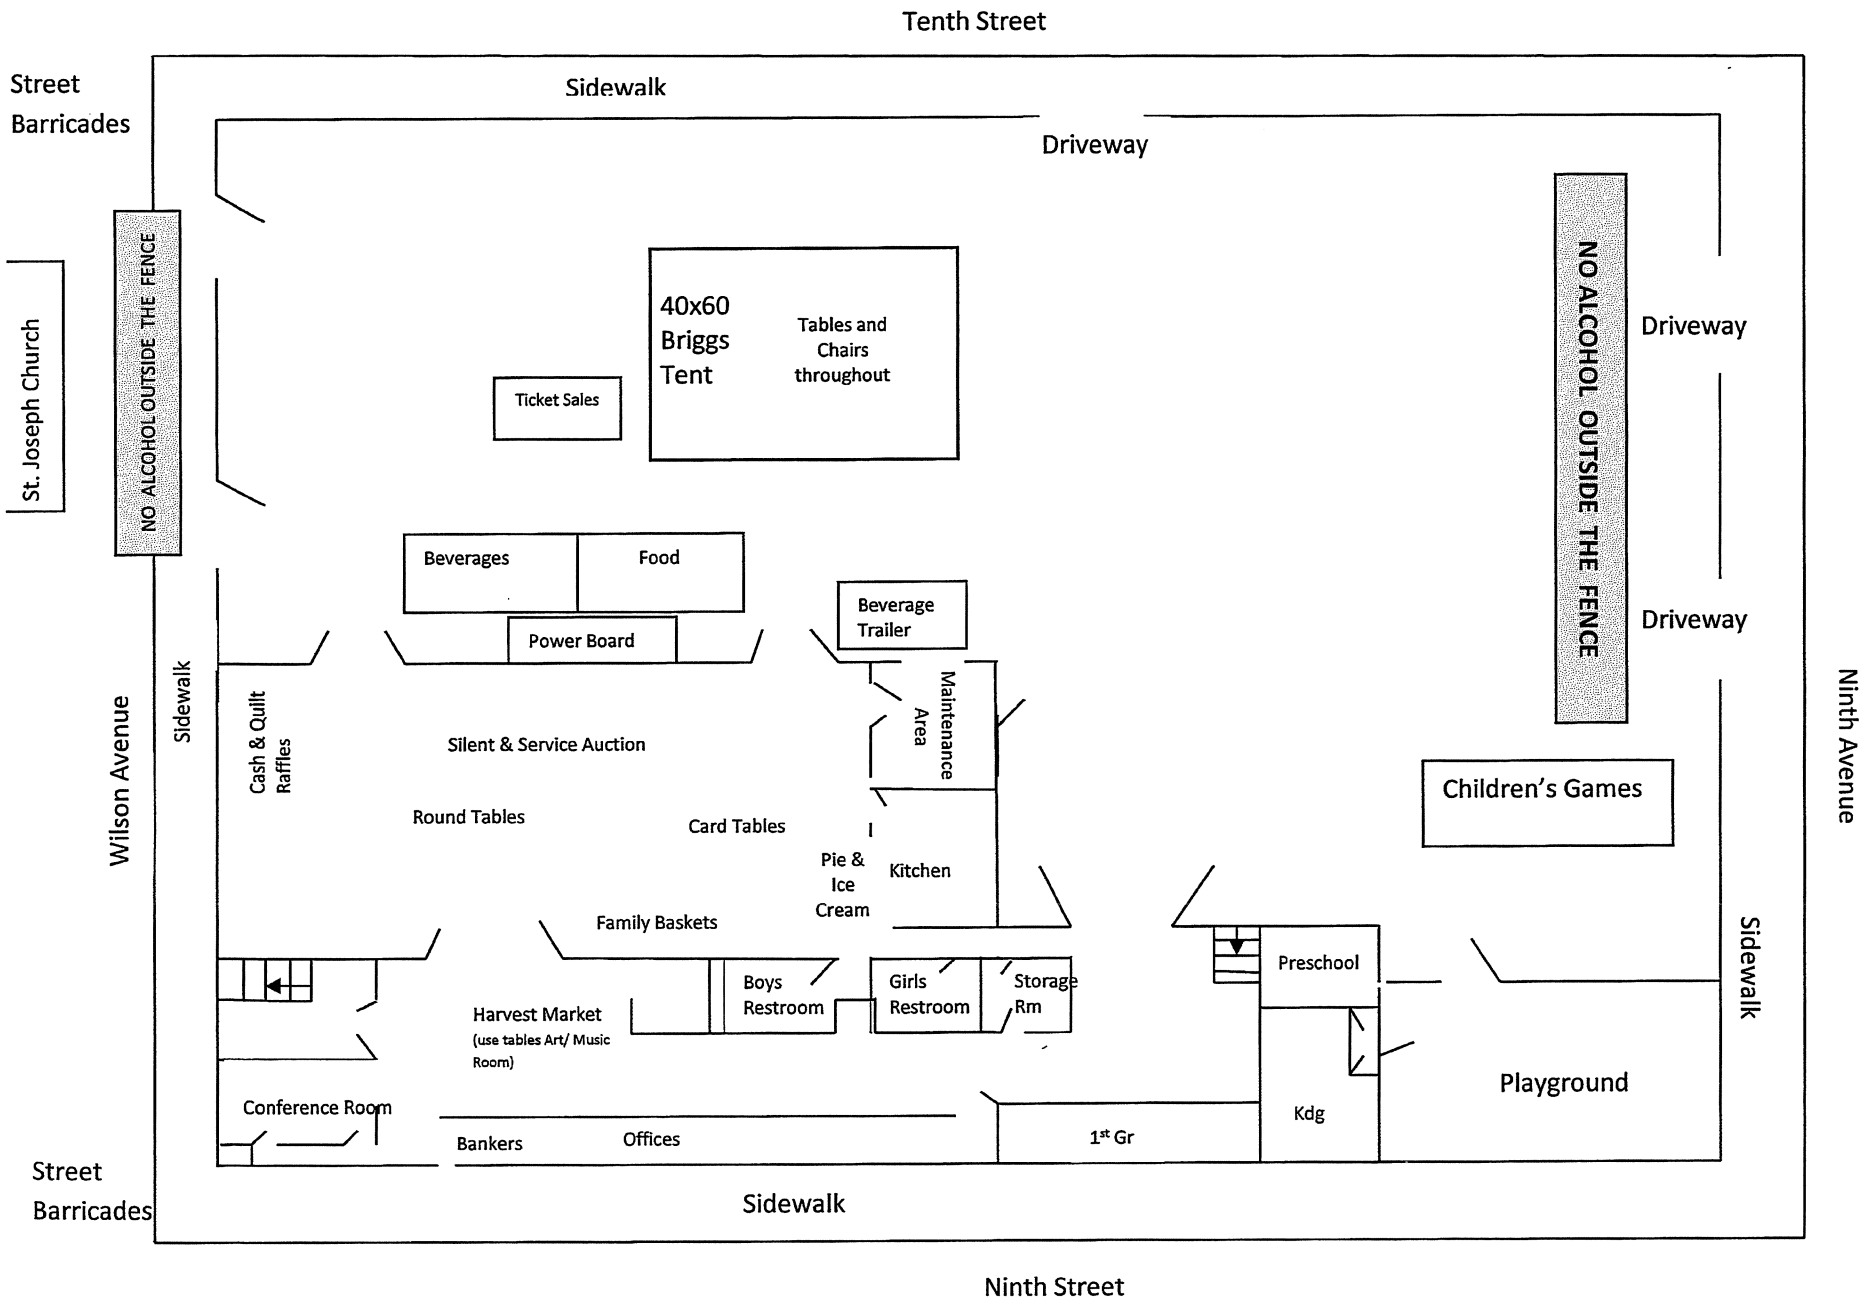 Tenth Street
Street
Barricades
Sidewalk
Driveway
NO ALCOHOL OUTSIDE THE FENCE
St. Joseph Church
40x60
Briggs
Tent
Tables and
Chairs
throughout
Ticket Sales
NO ALCOHOL OUTSIDE THE FENCE
Driveway
Driveway
Beverages
Food
Beverage
Trailer
Power Board
Sidewalk
Wilson Avenue
Cash & Quilt
Raffles
Silent & Service Auction
Maintenance
Area
Round Tables
Card Tables
Pie &
Ice
Cream
Kitchen
Family Baskets
Children’s Games
Ninth Avenue
Sidewalk
Boys
Restroom
Girls
Restroom
Storage
Rm
Preschool
Harvest Market
(use tables Art/ Music
Room)
Playground
Conference Room
Bankers
Offices
1st Gr
Kdg
Street
Barricades
Sidewalk
Ninth Street